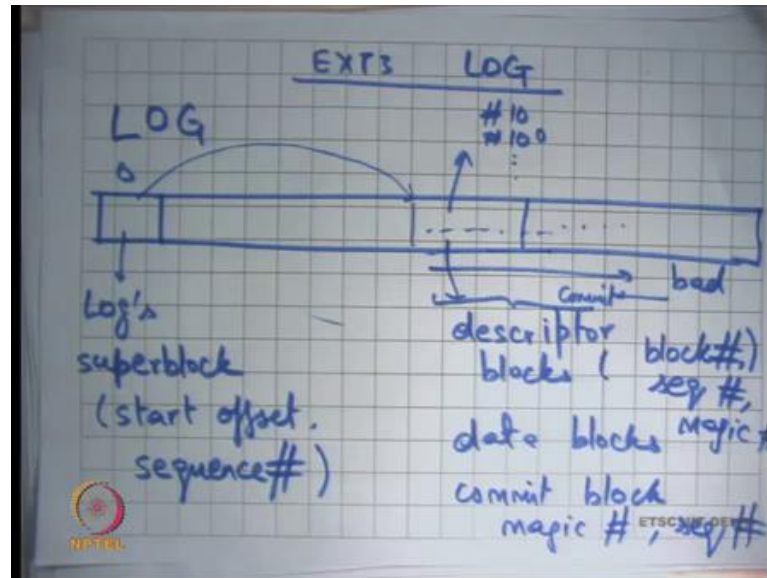 EXT3 LOG
LOG
# 10
# 100
0
Commit
bad
Log's
superblock
(start offset.
sequence#)
descriptor
blocks ( block#,)
seq #,
magic #
data blocks
commit block
magic #, seq #
NPTEL